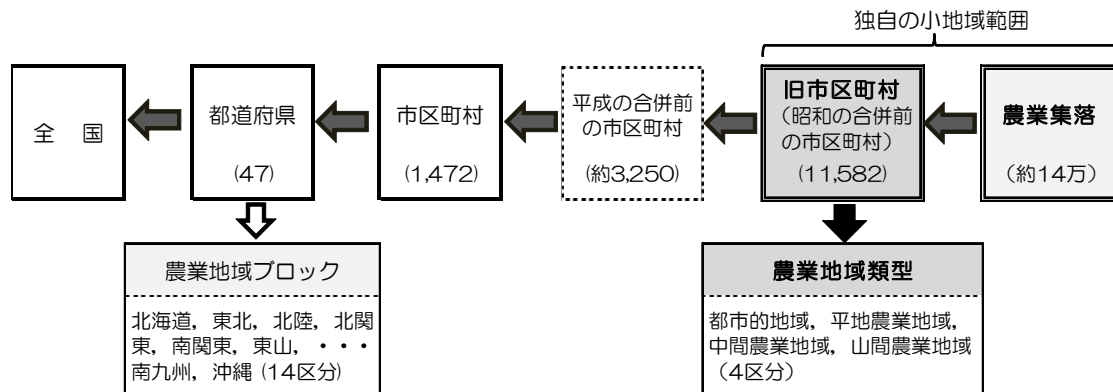 独自の小地域範囲
全　国
都道府県
(47)
市区町村
(1,472)
平成の合併前
の市区町村
(約3,250)
旧市区町村
（昭和の合併前
の市区町村）
(11,582)
農業集落
（約14万）
農業地域ブロック
北海道，東北，北陸，北関
東，南関東，東山，・・・
南九州，沖縄 (14区分)
農業地域類型
都市的地域，平地農業地域，
中間農業地域，山間農業地域
（4区分）